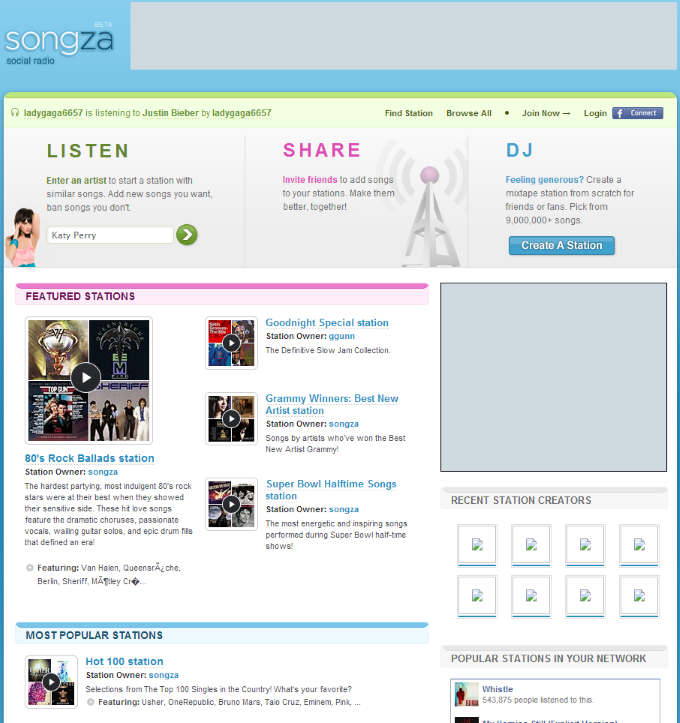 BETA
songza
social radio
ladygaga6657 is listening to Justin Bieber by ladygaga6657
Find Station Browse All • Join Now → Login f Connect
LISTEN
Enter an artist to start a station with
similar songs. Add new songs you want,
ban songs you don't.
Katy Perry
SHARE
Invite friends to add songs
to your stations. Make them
better, together!
DJ
Feeling generous? Create a
mixtape station from scratch for
friends or fans. Pick from
9,000,000+ songs.
Create A Station
FEATURED STATIONS
TOP GUN
SHERIFF
80's Rock Ballads station
Station Owner: songza
The hardest partying, most indulgent 80's rock
stars were at their best when they showed
their sensitive side. These hit love songs
feature the dramatic choruses, passionate
vocals, wailing guitar solos, and epic drum fills
that defined an era!
Featuring: Van Halen, QueensrÃ¿che,
Berlin, Sheriff, MÃ¶tley Cr�...
Goodnight Special station
Station Owner: ggunn
The Definitive Slow Jam Collection.
Grammy Winners: Best New
Artist station
Station Owner: songza
Songs by artists who've won the Best
New Artist Grammy!
Super Bowl Halftime Songs
station
Station Owner: songza
The most energetic and inspiring songs
performed during Super Bowl half-time
shows!
MOST POPULAR STATIONS
Hot 100 station
Station Owner: songza
Selections from The Top 100 Singles in the Country! What's your favorite?
Featuring: Usher, OneRepublic, Bruno Mars, Taio Cruz, Eminem, Pink, ...
RECENT STATION CREATORS
POPULAR STATIONS IN YOUR NETWORK
Whistle
543,875 people listened to this.